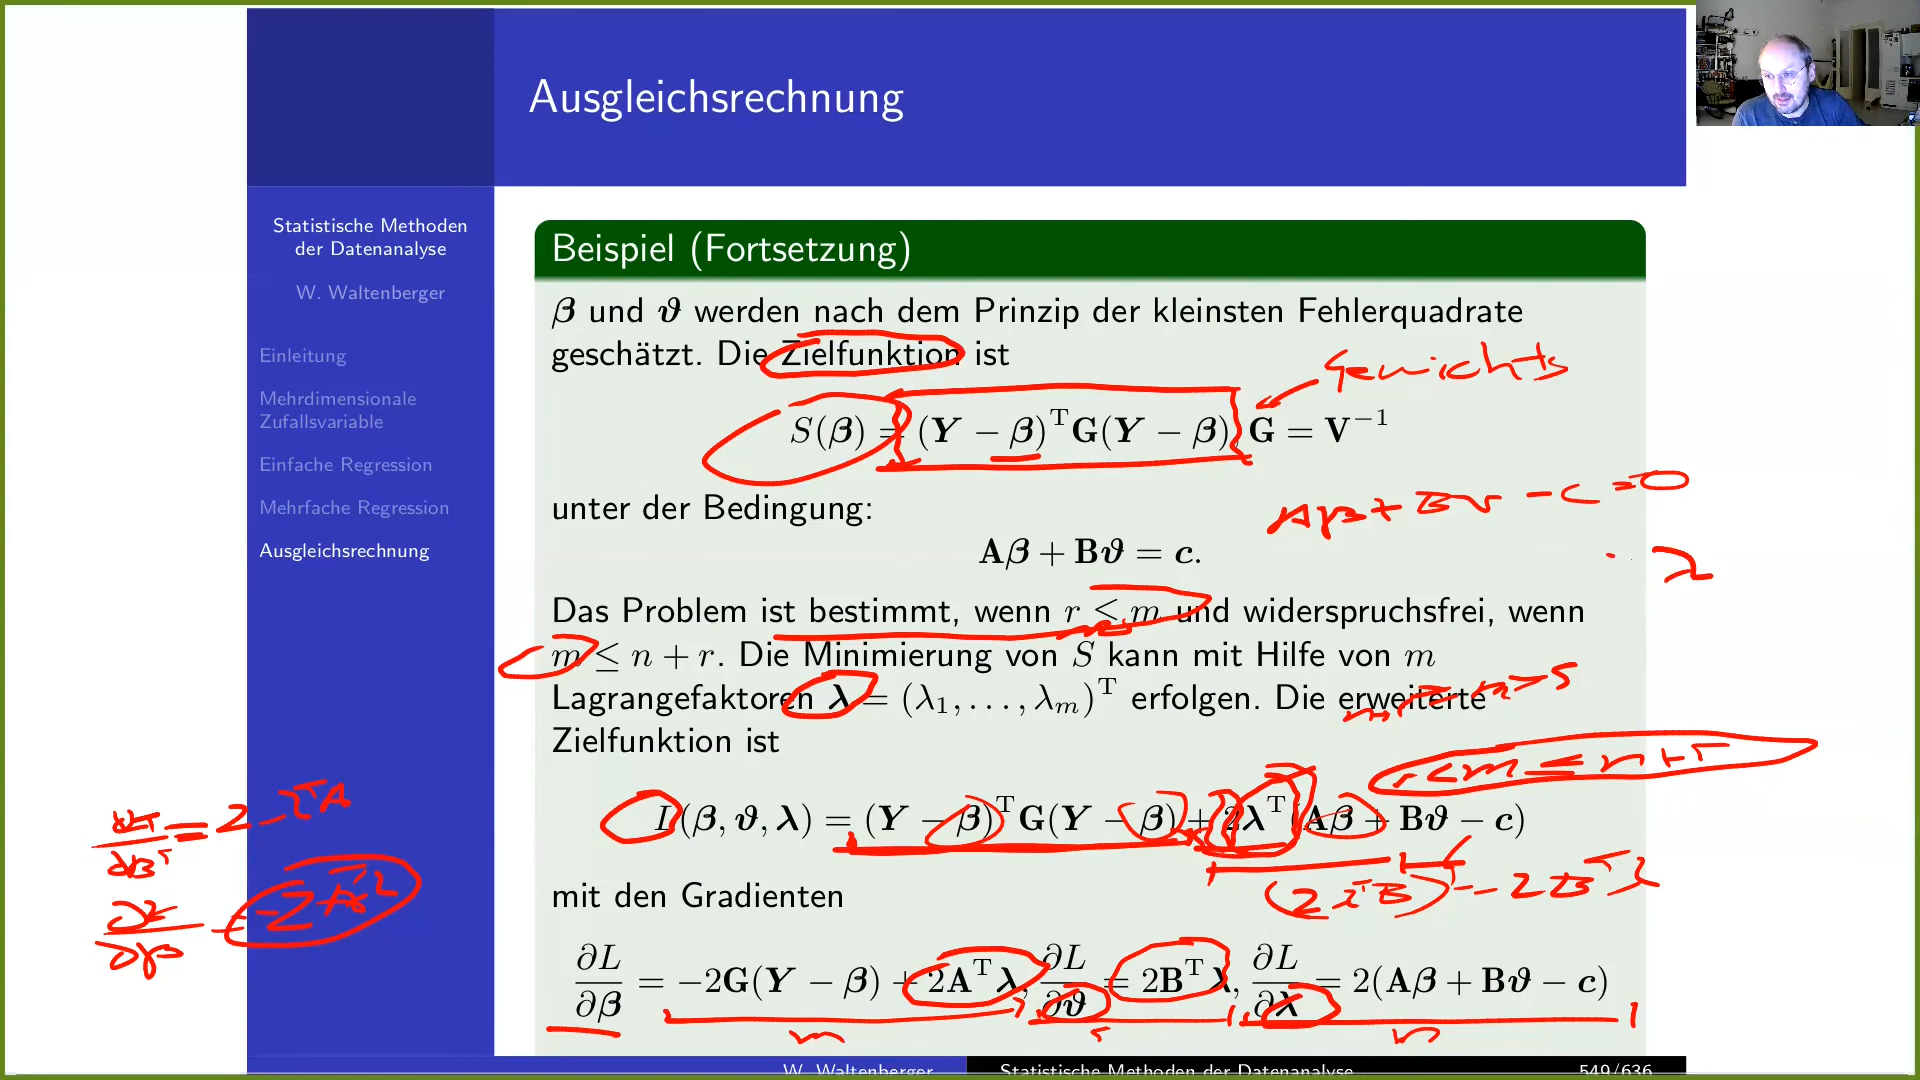 Ausgleichsrechnung
Statistische Methoden
der Datenanalyse
W. Waltenberger
Einleitung
Mehrdimensionale
Zufallsvariable
Einfache Regression
Mehrfache Regression
Ausgleichsrechnung
Beispiel (Fortsetzung)
β und ϑ werden nach dem Prinzip der kleinsten Fehlerquadrate
geschätzt. Die Zielfunktion ist
Gewichts
S(β) = (Y − β)ᵀG(Y − β), G = V⁻¹
Aβ + Bϑ − c = 0
unter der Bedingung:
Aβ + Bϑ = c.
Das Problem ist bestimmt, wenn r ≤ m und widerspruchsfrei, wenn
m ≤ n + r. Die Minimierung von S kann mit Hilfe von m
Lagrangefaktoren λ = (λ₁, . . . , λₘ)ᵀ erfolgen. Die erweiterte
Zielfunktion ist
r < m ≤ n + r
L(β, ϑ, λ) = (Y − β)ᵀG(Y − β) + 2λᵀ(Aβ + Bϑ − c)
mit den Gradienten
∂L/∂β = −2G(Y − β) + 2Aᵀλ, ∂L/∂ϑ = 2Bᵀλ, ∂L/∂λ = 2(Aβ + Bϑ − c)
W. Waltenberger
Statistische Methoden der Datenanalyse
549/636